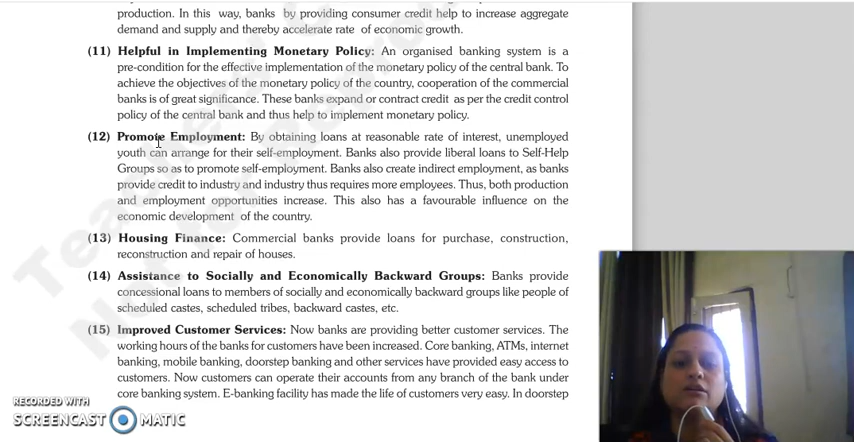 production. In this way, banks by providing consumer credit help to increase aggregate
demand and supply and thereby accelerate rate of economic growth.
(11) Helpful in Implementing Monetary Policy: An organised banking system is a
pre-condition for the effective implementation of the monetary policy of the central bank. To
achieve the objectives of the monetary policy of the country, cooperation of the commercial
banks is of great significance. These banks expand or contract credit as per the credit control
policy of the central bank and thus help to implement monetary policy.
(12) Promote Employment: By obtaining loans at reasonable rate of interest, unemployed
youth can arrange for their self-employment. Banks also provide liberal loans to Self-Help
Groups so as to promote self-employment. Banks also create indirect employment, as banks
provide credit to industry and industry thus requires more employees. Thus, both production
and employment opportunities increase. This also has a favourable influence on the
economic development of the country.
(13) Housing Finance: Commercial banks provide loans for purchase, construction,
reconstruction and repair of houses.
(14) Assistance to Socially and Economically Backward Groups: Banks provide
concessional loans to members of socially and economically backward groups like people of
scheduled castes, scheduled tribes, backward castes, etc.
(15) Improved Customer Services: Now banks are providing better customer services. The
working hours of the banks for customers have been increased. Core banking, ATMs, internet
banking, mobile banking, doorstep banking and other services have provided easy access to
customers. Now customers can operate their accounts from any branch of the bank under
core banking system. E-banking facility has made the life of customers very easy. In doorstep
RECORDED WITH
SCREENCAST MATIC